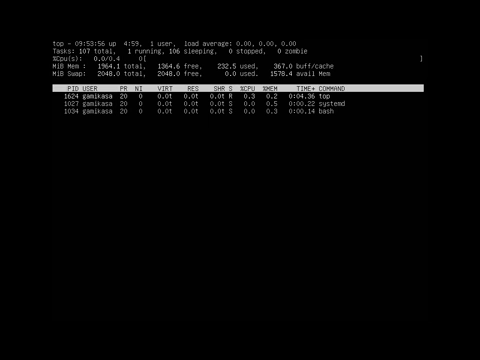 top - 09:53:56 up  4:59,  1 user,  load average: 0.00, 0.00, 0.00
Tasks: 107 total,   1 running, 106 sleeping,   0 stopped,   0 zombie
%Cpu(s):   0.0/0.4     0[                                                                    ]
MiB Mem :   1964.1 total,   1364.6 free,    232.5 used,    367.0 buff/cache
MiB Swap:   2048.0 total,   2048.0 free,      0.0 used.   1578.4 avail Mem
PID USER      PR  NI    VIRT    RES    SHR S  %CPU  %MEM     TIME+ COMMAND
1624 gamikasa  20   0    0.0t   0.0t   0.0t R   0.3   0.2   0:04.36 top
1027 gamikasa  20   0    0.0t   0.0t   0.0t S   0.0   0.5   0:00.22 systemd
1034 gamikasa  20   0    0.0t   0.0t   0.0t S   0.0   0.3   0:00.14 bash